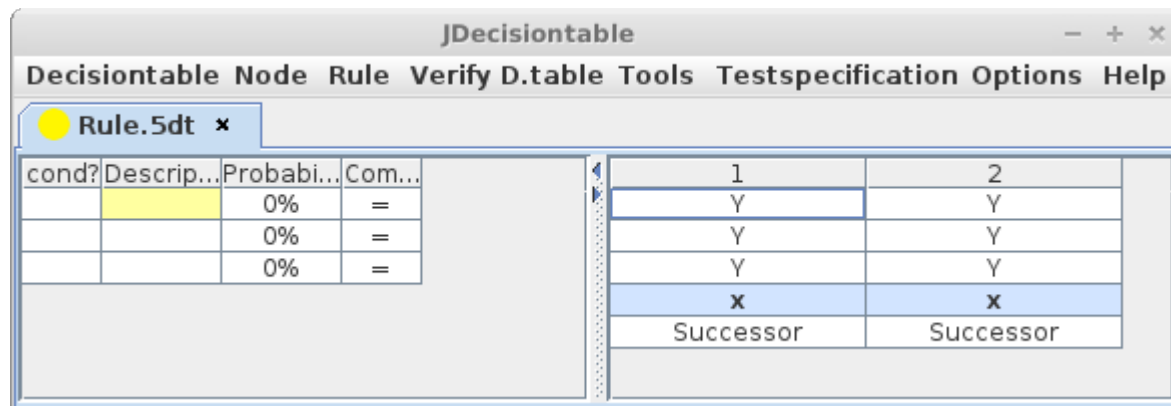 JDecisiontable
Decisiontable Node Rule Verify D.table Tools Testspecification Options Help
Rule.5dt
cond? Descrip... Probabi... Com... 1 2
0% = Y Y
0% = Y Y
0% = Y Y
x x
Successor Successor